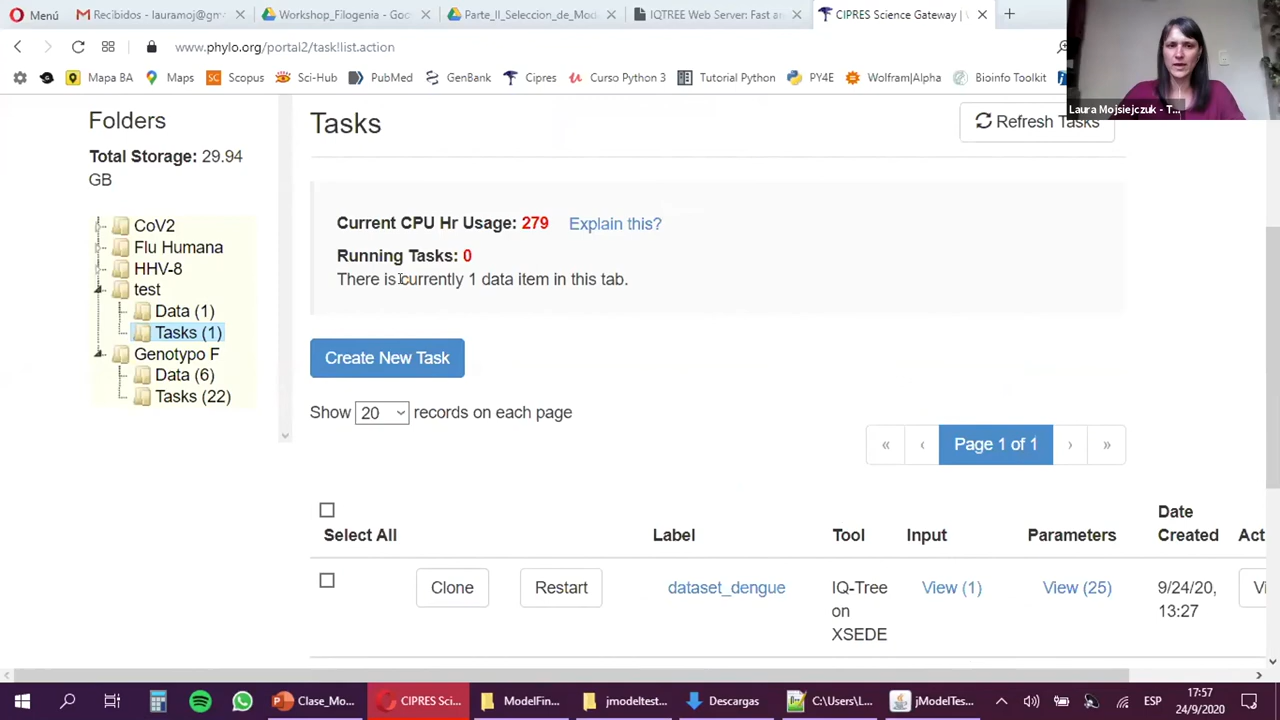 Menú
Recibidos - lauramoj@gm
Workshop_Filogenia - Goo
Parte_II_Seleccion_de_Mod
IQTREE Web Server: Fast an
CIPRES Science Gateway |
www.phylo.org/portal2/task!list.action
Mapa BA
Maps
Scopus
Sci-Hub
PubMed
GenBank
Cipres
Curso Python 3
Tutorial Python
PY4E
Wolfram|Alpha
Bioinfo Toolkit
Laura Mojsiejczuk - T...
Folders
Total Storage: 29.94
GB
CoV2
Flu Humana
HHV-8
test
Data (1)
Tasks (1)
Genotypo F
Data (6)
Tasks (22)
Tasks
Refresh Tasks
Current CPU Hr Usage: 279 Explain this?
Running Tasks: 0
There is currently 1 data item in this tab.
Create New Task
Show 20 records on each page
« ‹ Page 1 of 1 › »
Select All
Label
Tool
Input
Parameters
Date
Created
Act
Clone
Restart
dataset_dengue
IQ-Tree
on
XSEDE
View (1)
View (25)
9/24/20,
13:27
Vi
Clase_Mo...
CIPRES Sci...
ModelFin...
jmodeltest...
Descargas
C:\Users\L...
jModelTes...
ESP
17:57
24/9/2020